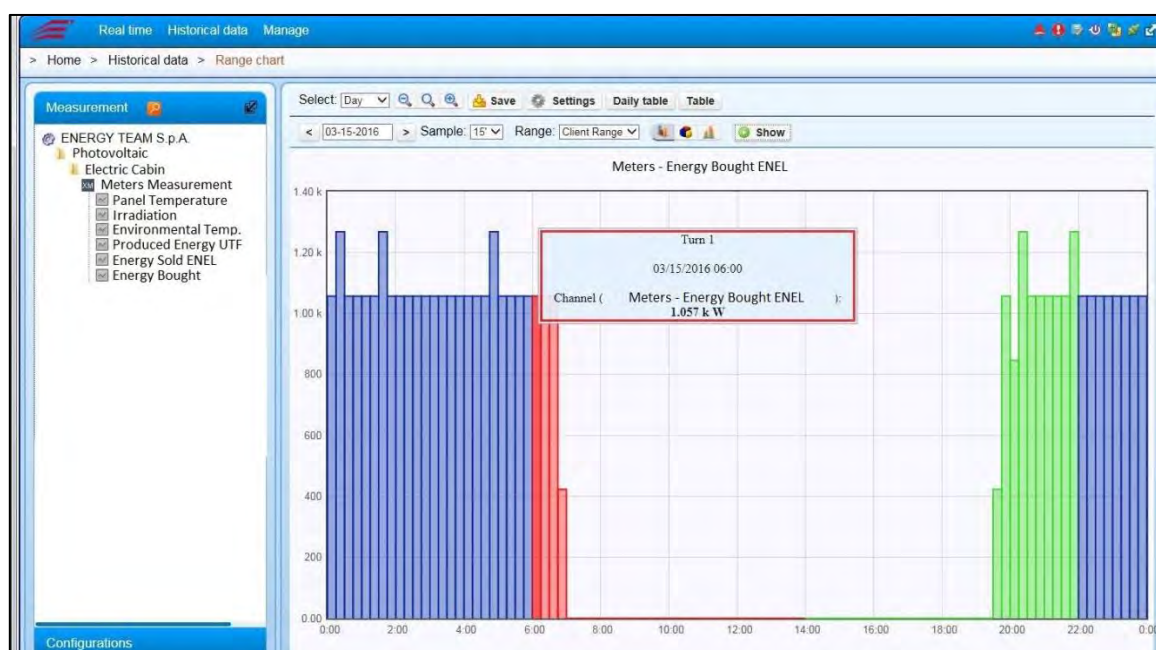 Real time Historical data Manage
> Home > Historical data > Range chart
Measurement
ENERGY TEAM S.p.A.
Photovoltaic
Electric Cabin
XM Meters Measurement
Panel Temperature
Irradiation
Environmental Temp.
Produced Energy UTF
Energy Sold ENEL
Energy Bought
Configurations
Select: Day Save Settings Daily table Table
< 03-15-2016 > Sample: 15' Range: Client Range Show
Meters - Energy Bought ENEL
1.40 k
1.20 k
1.00 k
800
600
400
200
0.00
Turn 1
03/15/2016 06:00
Channel ( Meters - Energy Bought ENEL ):
1.057 k W
0:00 2:00 4:00 6:00 8:00 10:00 12:00 14:00 16:00 18:00 20:00 22:00 0:00